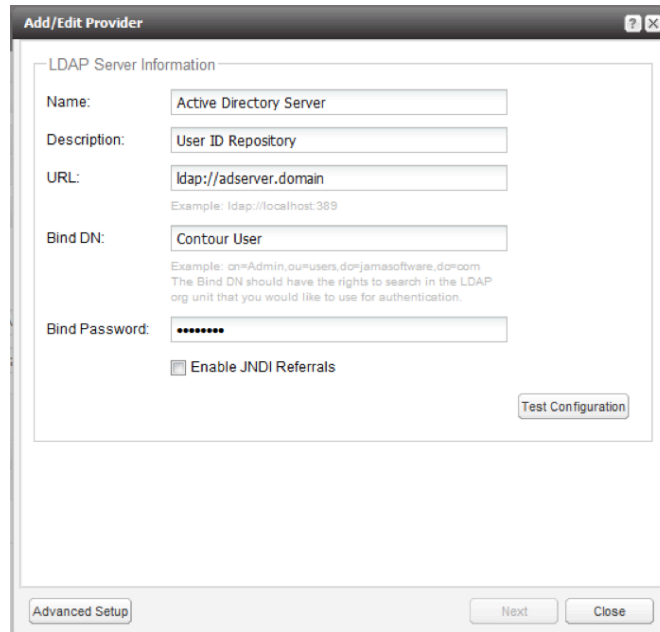 Add/Edit Provider
LDAP Server Information
Name: Active Directory Server
Description: User ID Repository
URL: ldap://adserver.domain
Example: ldap://localhost:389
Bind DN: Contour User
Example: cn=Admin,ou=users,dc=jamasoftware,dc=com
The Bind DN should have the rights to search in the LDAP
org unit that you would like to use for authentication.
Bind Password: ••••••••
Enable JNDI Referrals
Test Configuration
Advanced Setup Next Close